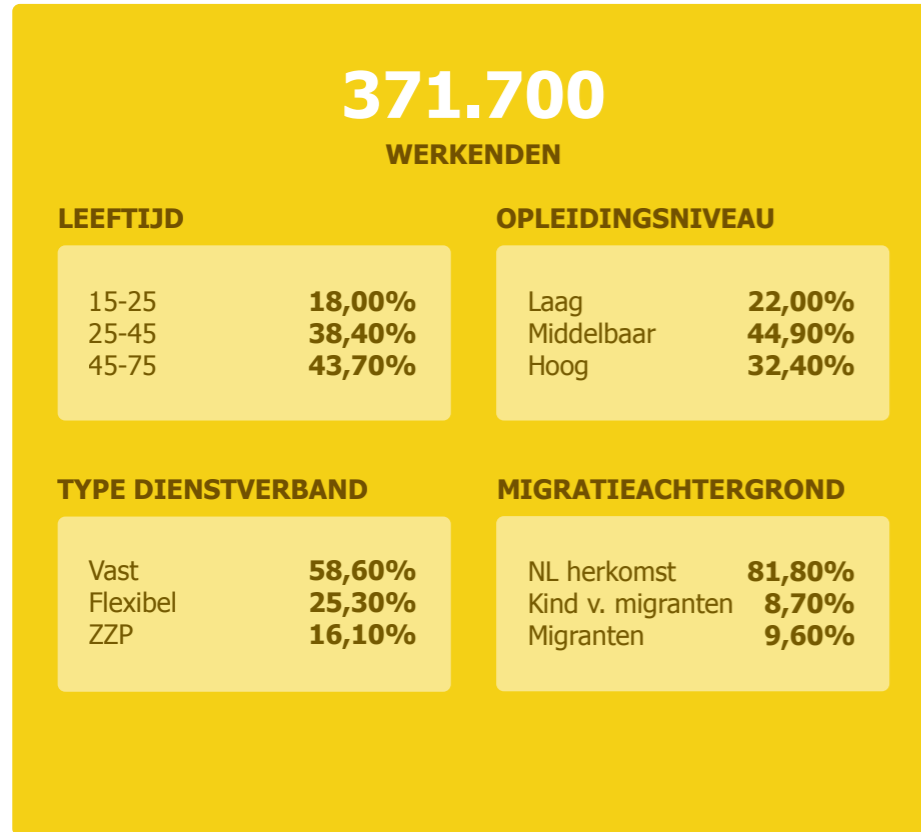 371.700
WERKENDEN
LEEFTIJD
15-25 18,00%
25-45 38,40%
45-75 43,70%
OPLEIDINGSNIVEAU
Laag 22,00%
Middelbaar 44,90%
Hoog 32,40%
TYPE DIENSTVERBAND
Vast 58,60%
Flexibel 25,30%
ZZP 16,10%
MIGRATIEACHTERGROND
NL herkomst 81,80%
Kind v. migranten 8,70%
Migranten 9,60%